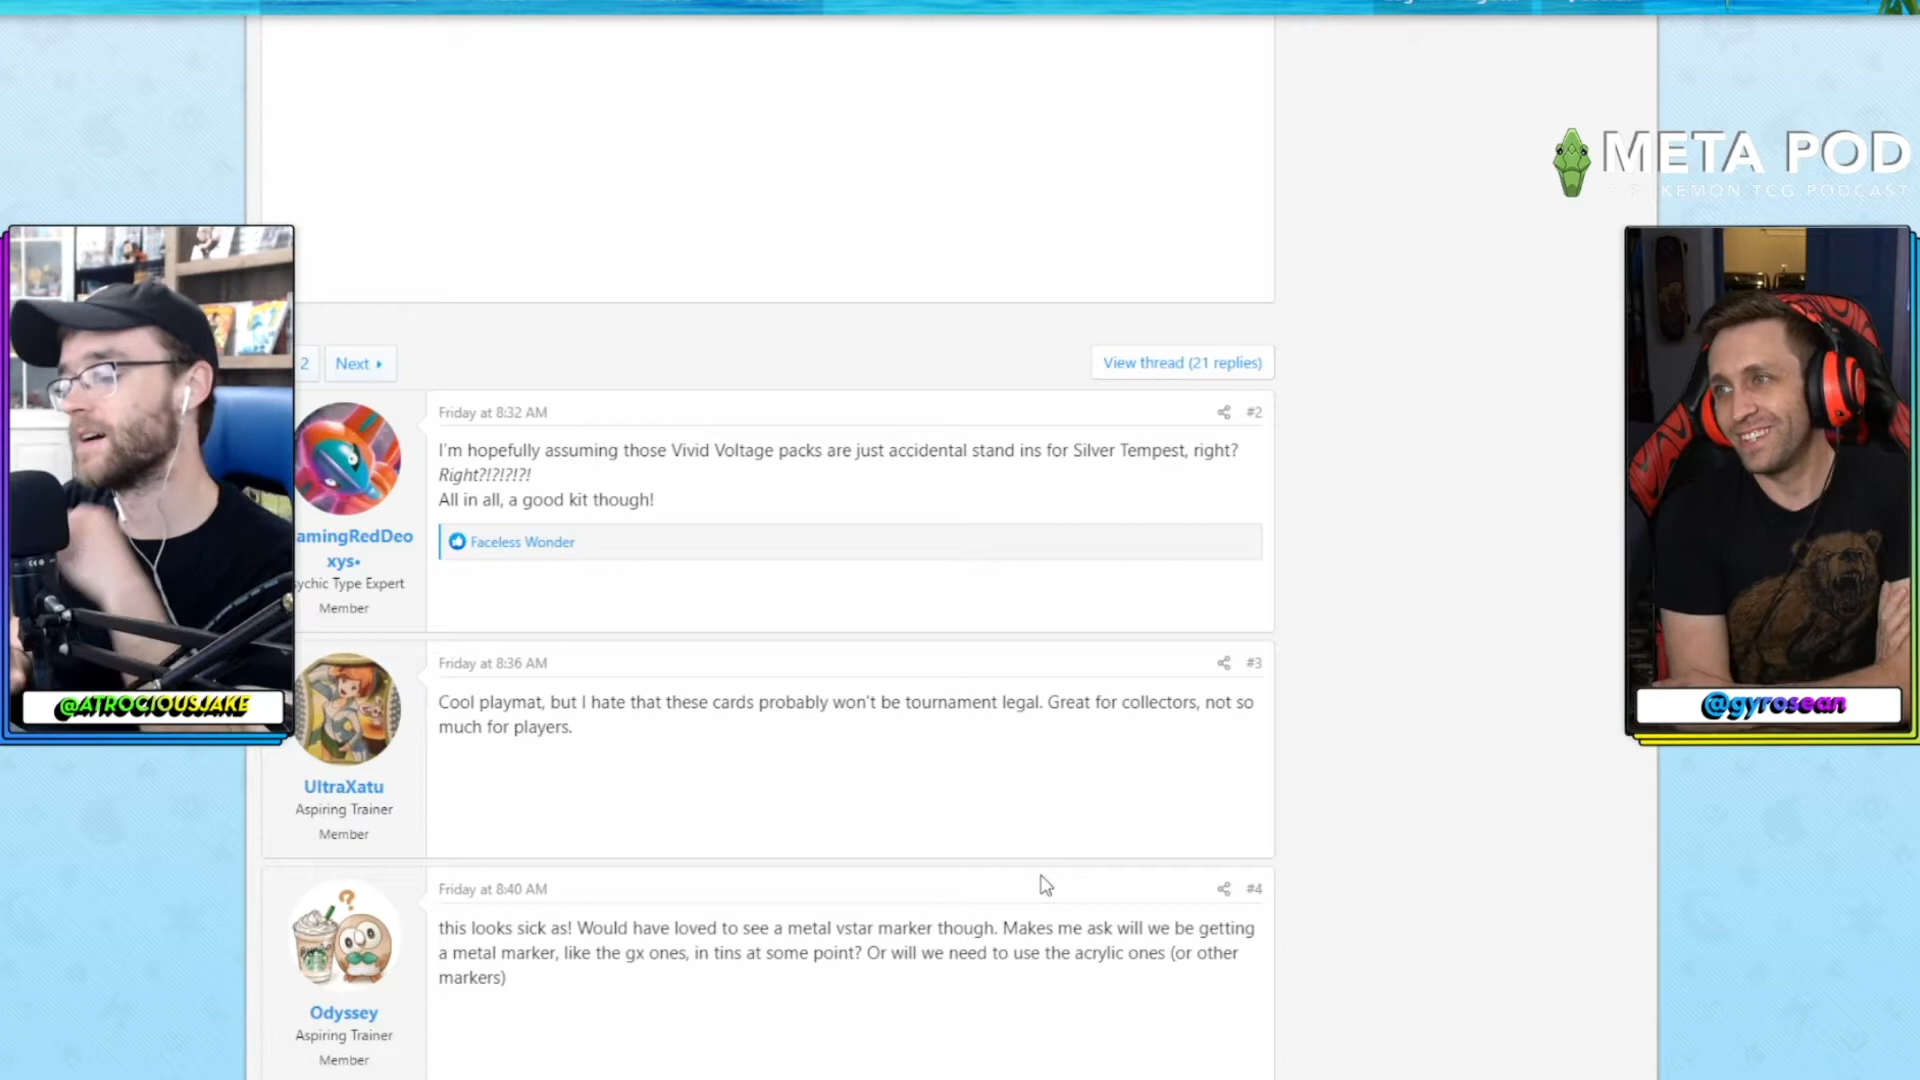 META POD
KEMON TCG PODCAST
2
Next
View thread (21 replies)
Friday at 8:32 AM
#2
I'm hopefully assuming those Vivid Voltage packs are just accidental stand ins for Silver Tempest, right?
Right?!?!?!?!
All in all, a good kit though!
Faceless Wonder
amingRedDeo
xys•
sychic Type Expert
Member
Friday at 8:36 AM
#3
Cool playmat, but I hate that these cards probably won't be tournament legal. Great for collectors, not so
much for players.
UltraXatu
Aspiring Trainer
Member
Friday at 8:40 AM
#4
this looks sick as! Would have loved to see a metal vstar marker though. Makes me ask will we be getting
a metal marker, like the gx ones, in tins at some point? Or will we need to use the acrylic ones (or other
markers)
Odyssey
Aspiring Trainer
Member
@ATROCIOUSJAKE
@gyrosean